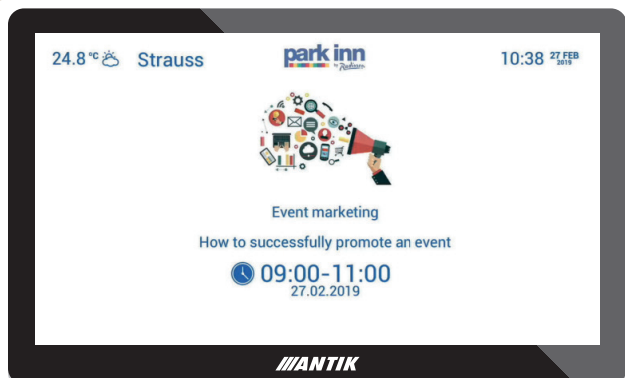 24.8 °C Strauss
park inn
by Radisson
10:38 27 FEB
2019
Event marketing
How to successfully promote an event
09:00-11:00
27.02.2019
ANTIK